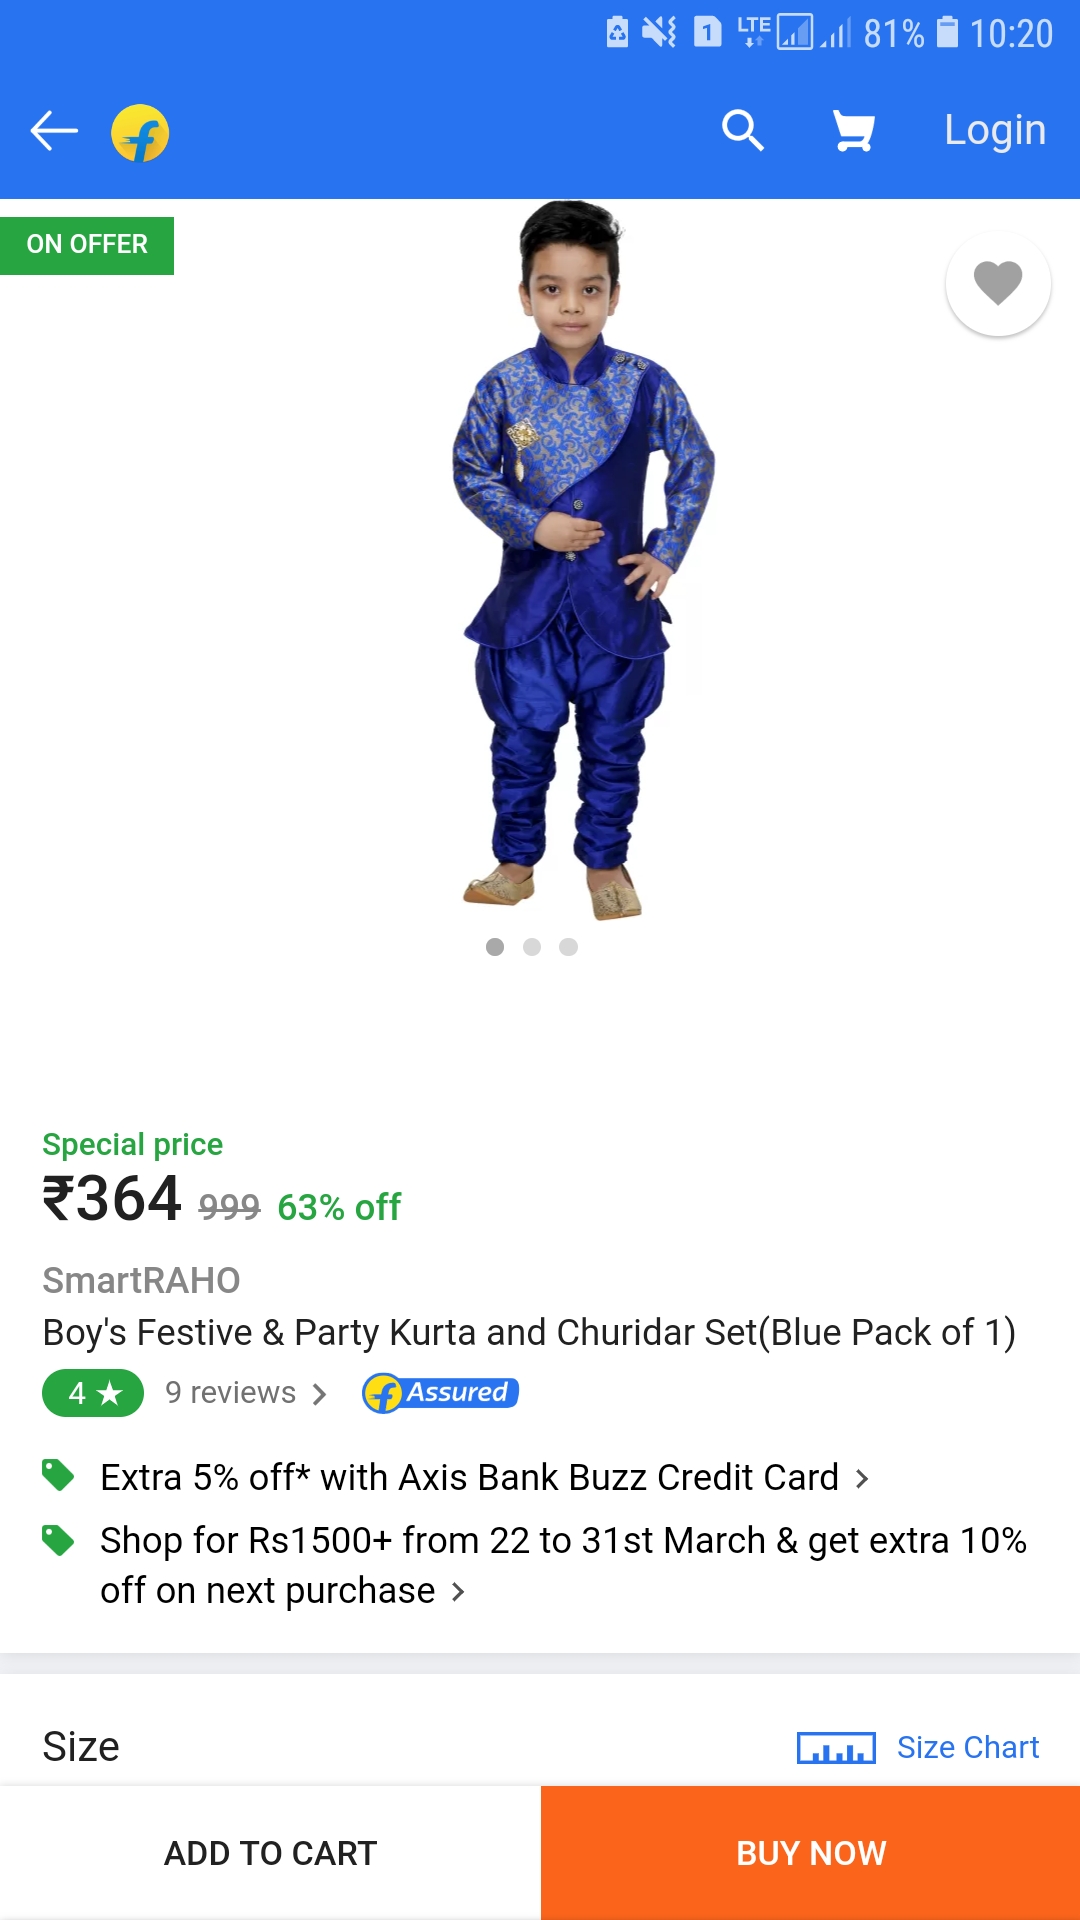 1 LTE 81% 10:20
Login
ON OFFER
Special price
₹364 999 63% off
SmartRAHO
Boy's Festive & Party Kurta and Churidar Set(Blue Pack of 1)
4 ★ 9 reviews > f Assured
Extra 5% off* with Axis Bank Buzz Credit Card >
Shop for Rs1500+ from 22 to 31st March & get extra 10%
off on next purchase >
Size Size Chart
ADD TO CART BUY NOW